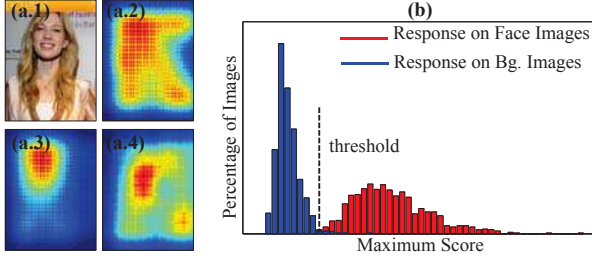 (a.1)
(a.2)
(a.3)
(a.4)
(b)
Response on Face Images
Response on Bg. Images
threshold
Percentage of Images
Maximum Score